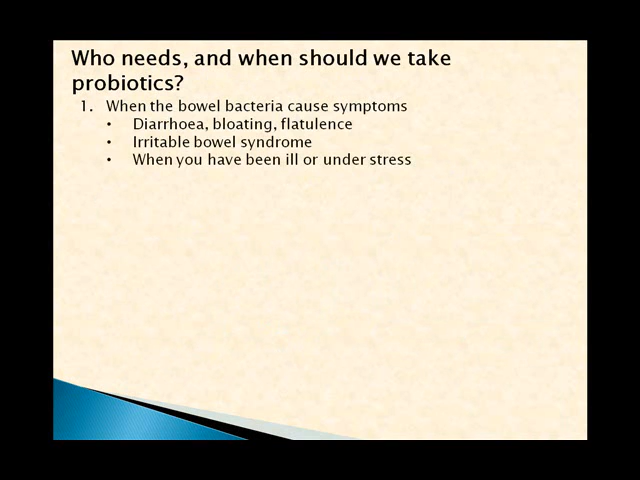 Who needs, and when should we take
probiotics?
1. When the bowel bacteria cause symptoms
• Diarrhoea, bloating, flatulence
• Irritable bowel syndrome
• When you have been ill or under stress